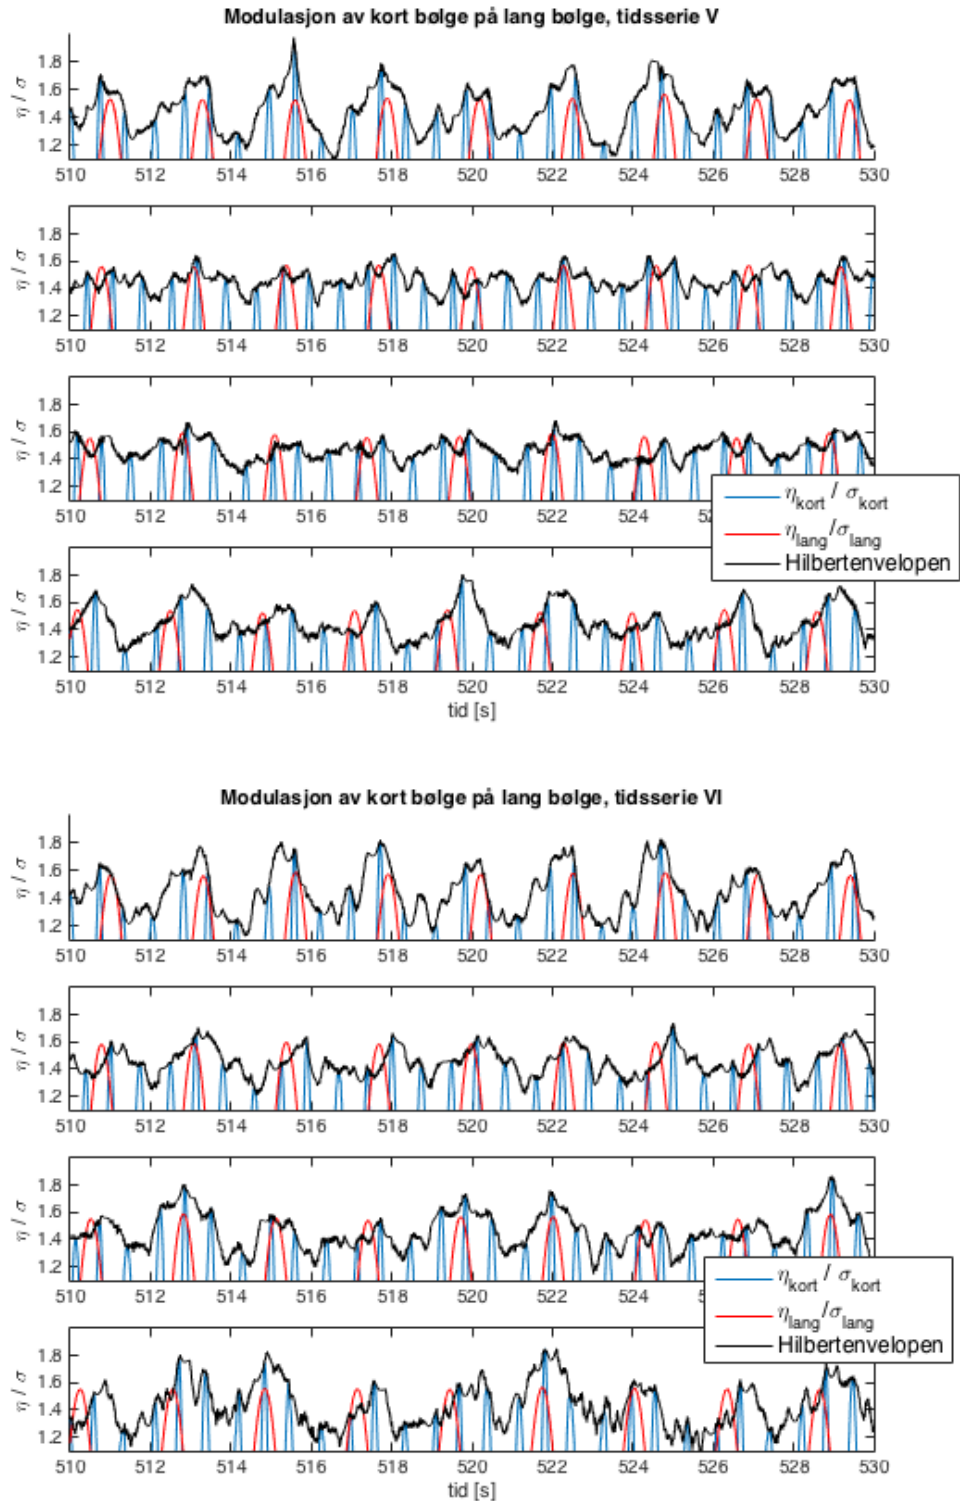 Modulasjon av kort bølge på lang bølge, tidsserie V
η / σ
1.8
1.6
1.4
1.2
510 512 514 516 518 520 522 524 526 528 530
η / σ
1.8
1.6
1.4
1.2
510 512 514 516 518 520 522 524 526 528 530
η / σ
1.8
1.6
1.4
1.2
510 512 514 516 518 520 522 524 526 528 530
η_kort / σ_kort
η_lang/σ_lang
Hilbertenvelopen
η / σ
1.8
1.6
1.4
1.2
510 512 514 516 518 520 522 524 526 528 530
tid [s]
Modulasjon av kort bølge på lang bølge, tidsserie VI
η / σ
1.8
1.6
1.4
1.2
510 512 514 516 518 520 522 524 526 528 530
η / σ
1.8
1.6
1.4
1.2
510 512 514 516 518 520 522 524 526 528 530
η / σ
1.8
1.6
1.4
1.2
510 512 514 516 518 520 522 524 5
η_kort / σ_kort
η_lang/σ_lang
Hilbertenvelopen
η / σ
1.8
1.6
1.4
1.2
510 512 514 516 518 520 522 524 526 528 530
tid [s]